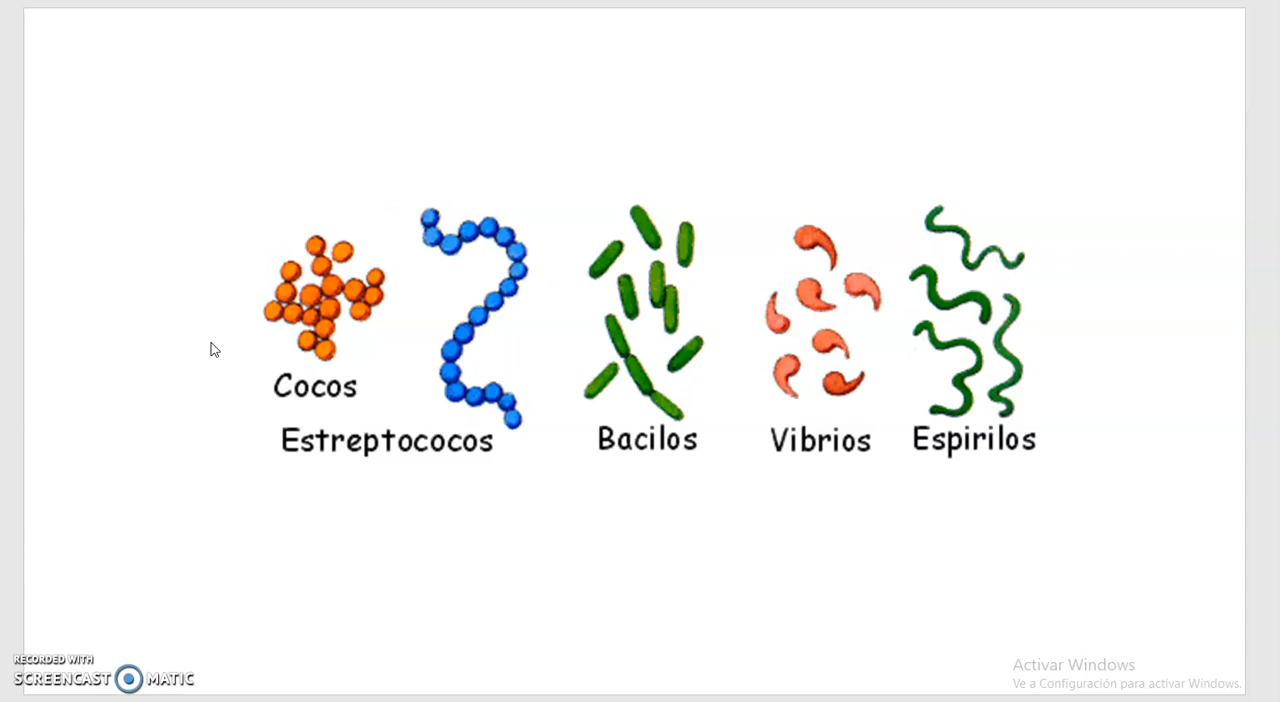 Cocos
Estreptococos
Bacilos
Vibrios
Espirilos
RECORDED WITH
SCREENCAST MATIC
Activar Windows
Ve a Configuración para activar Windows.